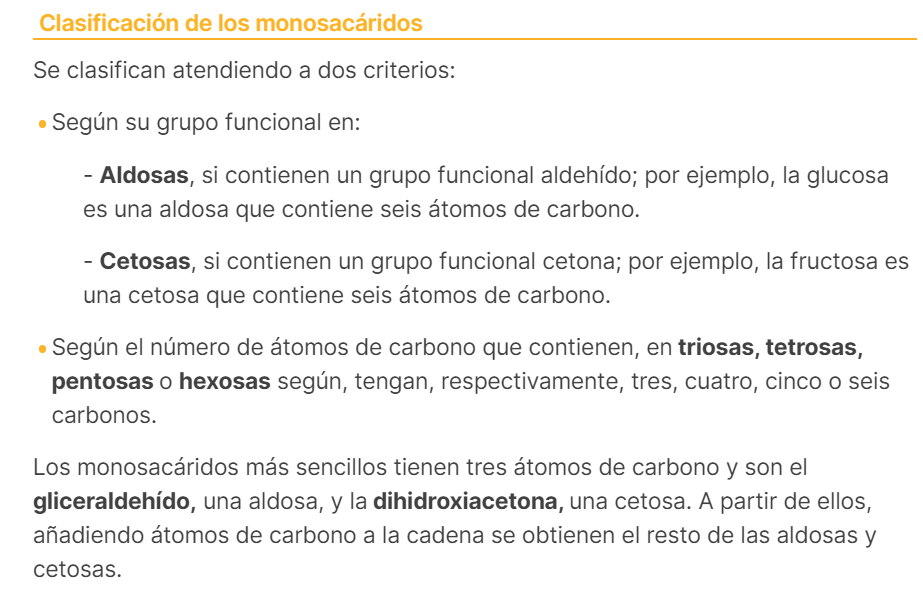 Clasificación de los monosacáridos
Se clasifican atendiendo a dos criterios:
• Según su grupo funcional en:
- Aldosas, si contienen un grupo funcional aldehído; por ejemplo, la glucosa
es una aldosa que contiene seis átomos de carbono.
- Cetosas, si contienen un grupo funcional cetona; por ejemplo, la fructosa es
una cetosa que contiene seis átomos de carbono.
• Según el número de átomos de carbono que contienen, en triosas, tetrosas,
pentosas o hexosas según, tengan, respectivamente, tres, cuatro, cinco o seis
carbonos.
Los monosacáridos más sencillos tienen tres átomos de carbono y son el
gliceraldehído, una aldosa, y la dihidroxiacetona, una cetosa. A partir de ellos,
añadiendo átomos de carbono a la cadena se obtienen el resto de las aldosas y
cetosas.